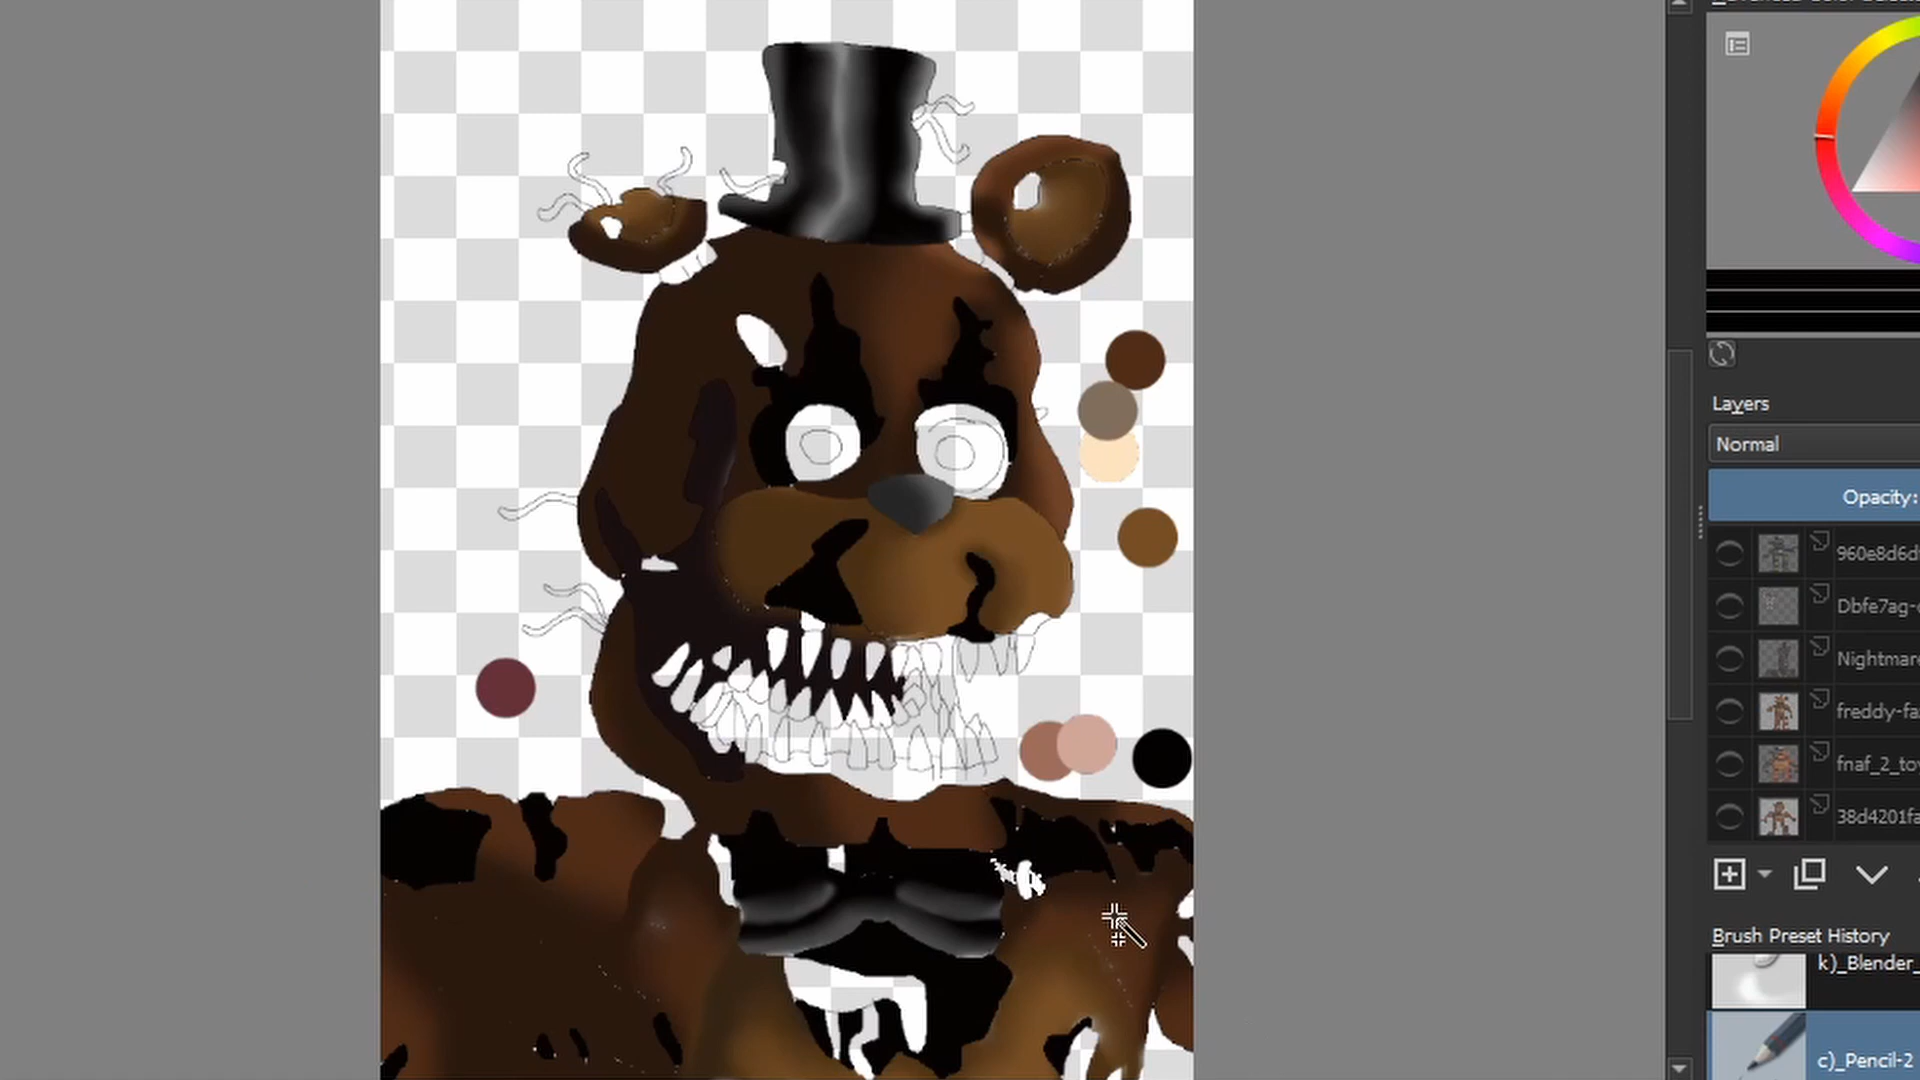 Layers
Normal
Opacity:
960e8d6d
Dbfe7ag-
Nightmar
freddy-fa
fnaf_2_to
38d4201fa
Brush Preset History
k)_Blender_
c)_Pencil-2